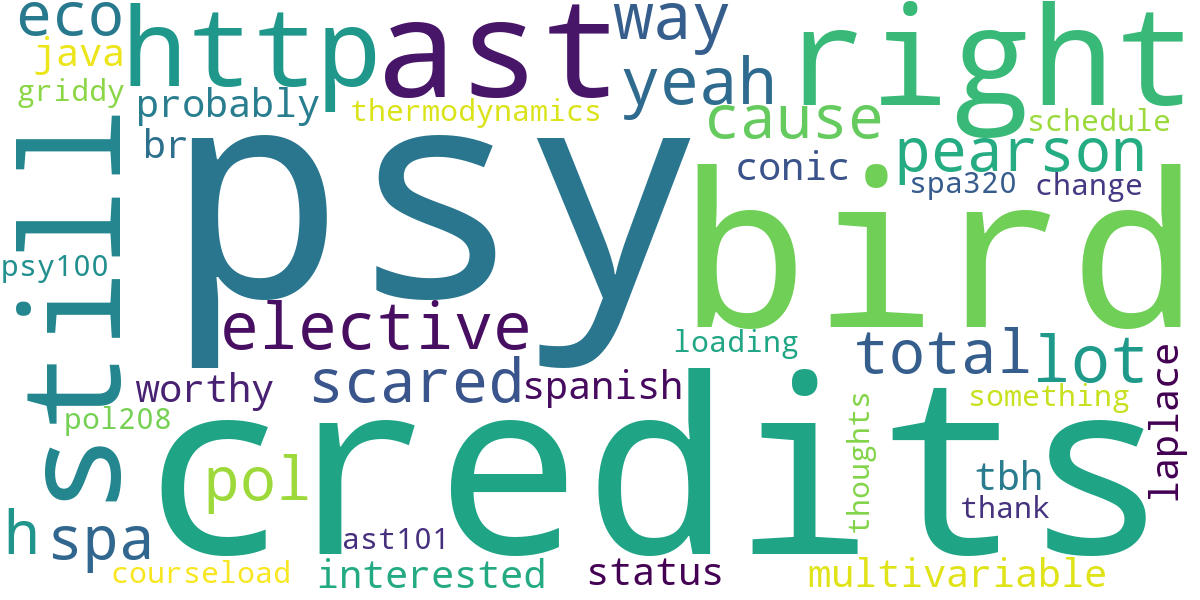 eco
http
ast
way
right
java
yeah
griddy
probably
thermodynamics
cause
schedule
br
psy
pearson
conic
bird
spa320
change
still
psy100
elective
loading
total
lot
scared
spanish
worthy
laplace
something
credits
pol208
thoughts
pol
tbh
thank
h
spa
ast101
courseload
interested
status
multivariable